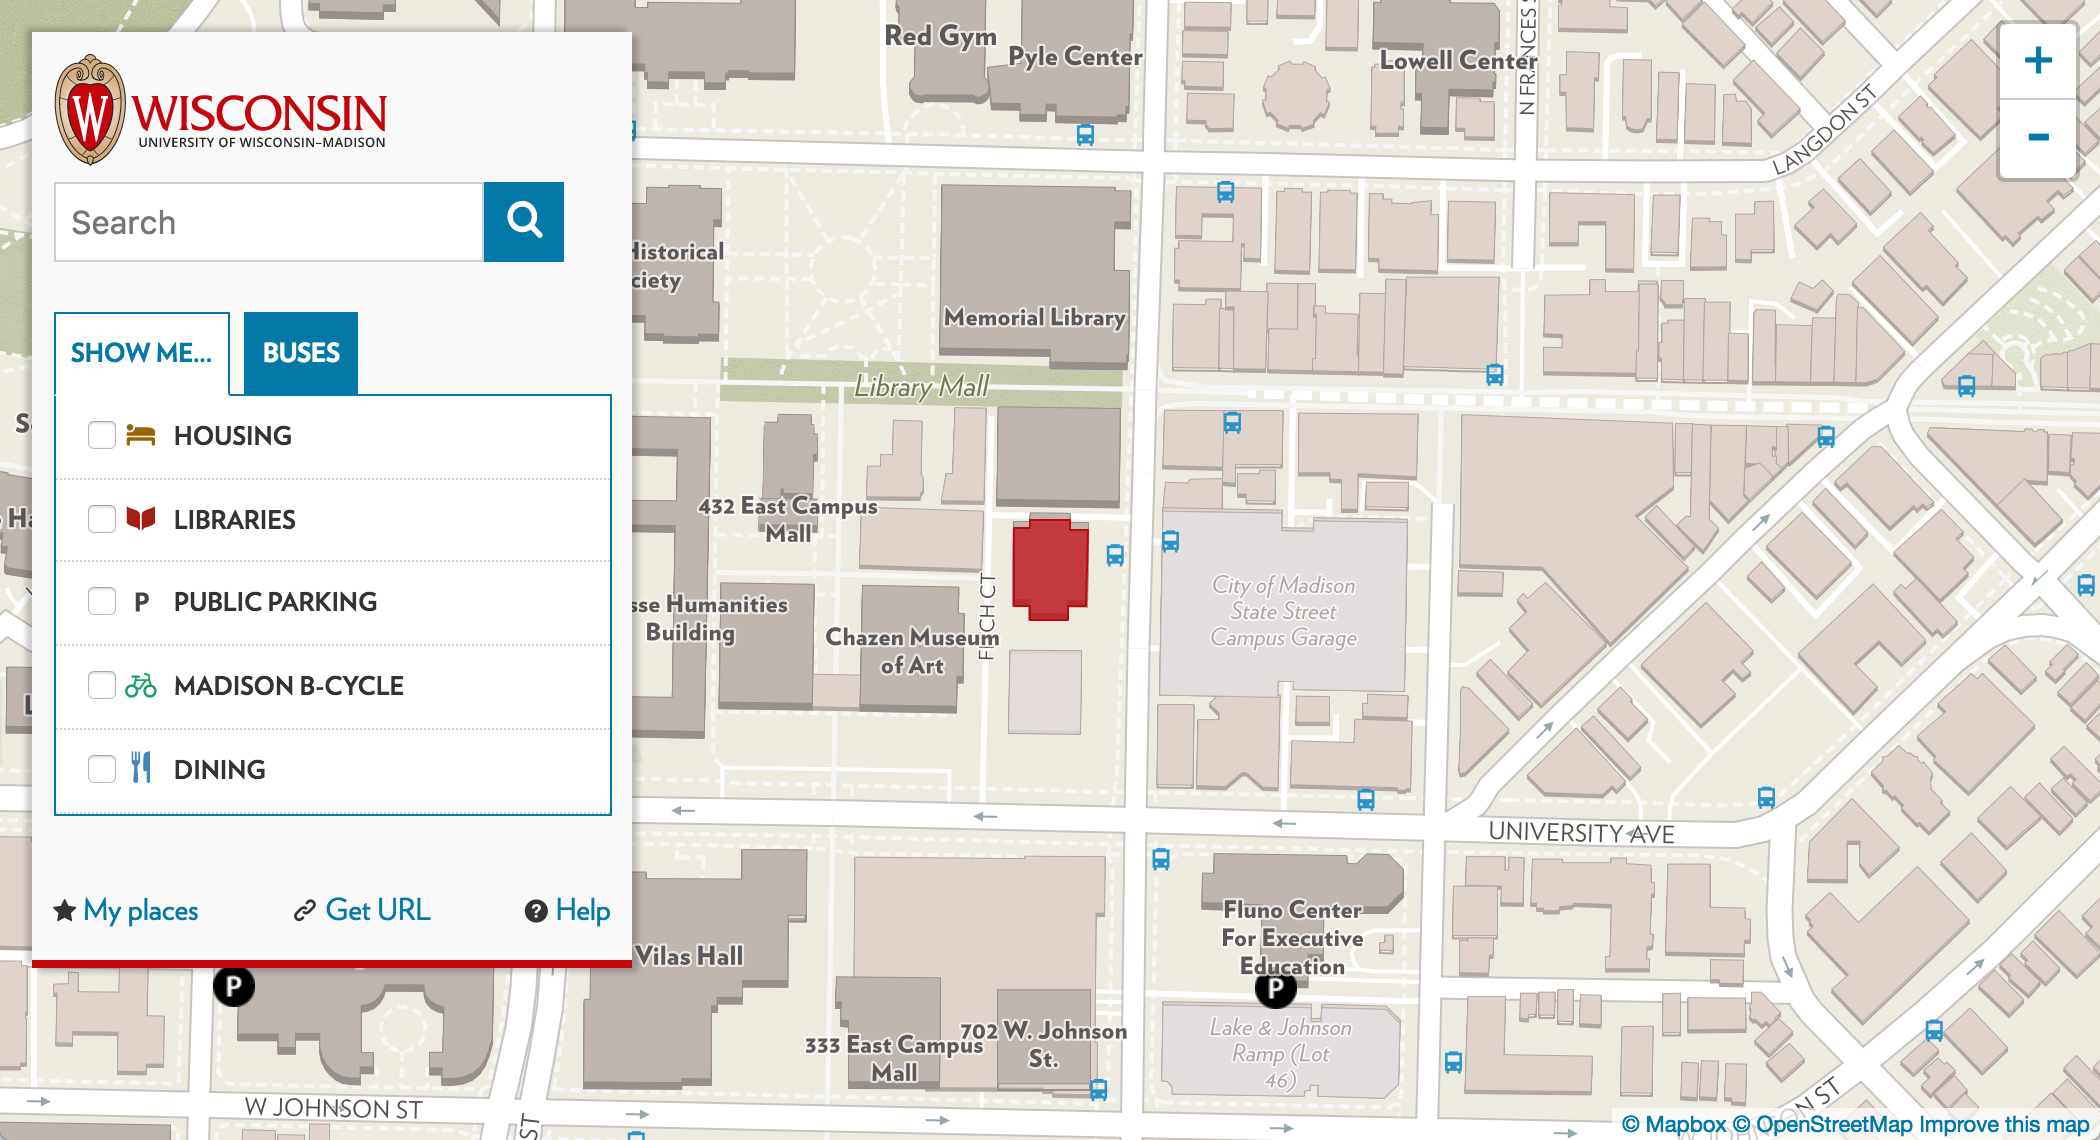 W
WISCONSIN
UNIVERSITY OF WISCONSIN–MADISON
Search
SHOW ME...
BUSES
HOUSING
LIBRARIES
P PUBLIC PARKING
MADISON B-CYCLE
DINING
My places
Get URL
? Help
Red Gym
Pyle Center
Lowell Center
N FRANCES
LANGDON ST
+
-
Historical
ciety
Memorial Library
Library Mall
432 East Campus
Mall
sse Humanities
Building
Chazen Museum
of Art
FITCH CT
City of Madison
State Street
Campus Garage
UNIVERSITY AVE
Vilas Hall
Fluno Center
For Executive
Education
P
P
333 East Campus
Mall
702 W. Johnson
St.
Lake & Johnson
Ramp (Lot
46)
W JOHNSON ST
ST
ON ST
© Mapbox © OpenStreetMap Improve this map